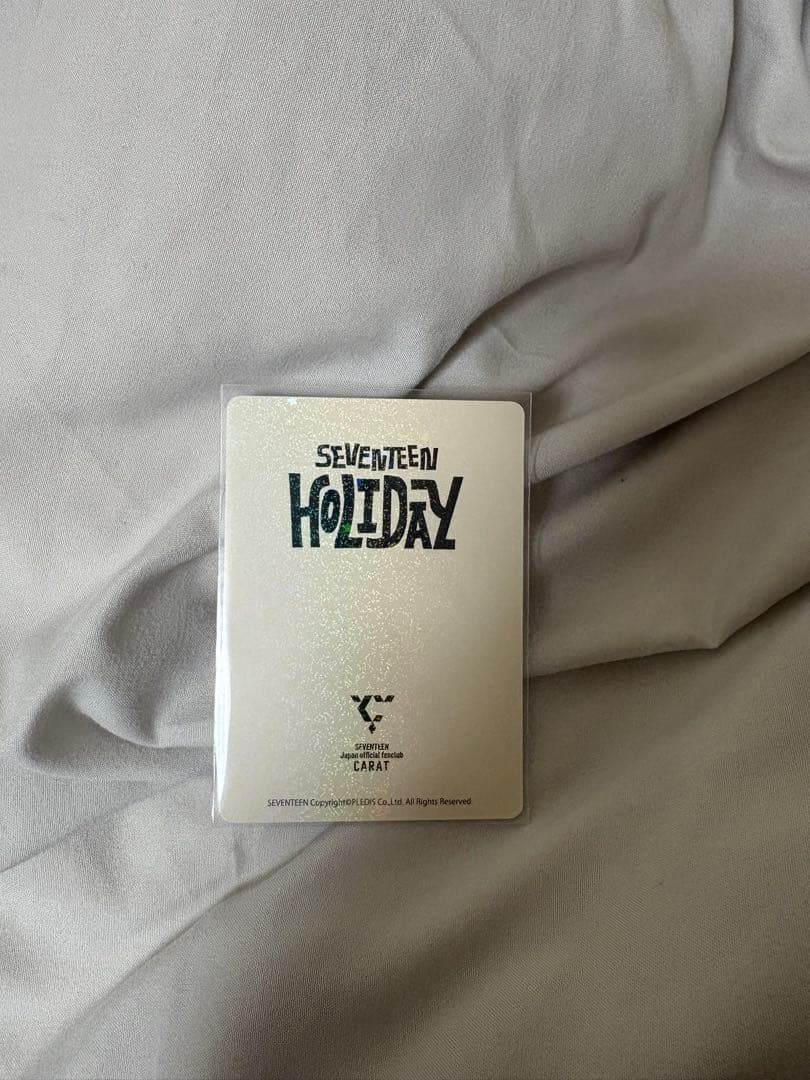 SEVENTEEN
HOLIDAY
SEVENTEEN
Japan official fanclub
CARAT
SEVENTEEN Copyright©PLEDIS Co.,Ltd. All Rights Reserved.